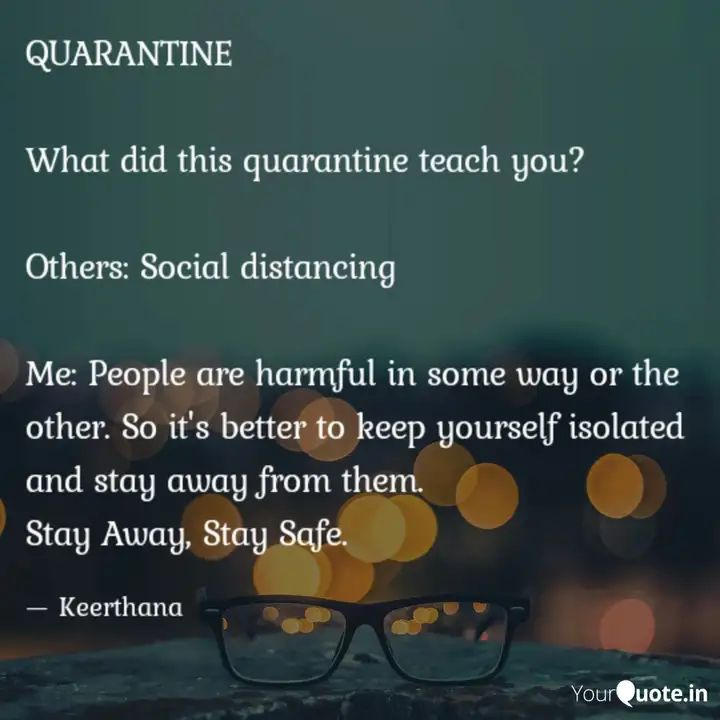 QUARANTINE
What did this quarantine teach you?
Others: Social distancing
Me: People are harmful in some way or the
other. So it's better to keep yourself isolated
and stay away from them.
Stay Away, Stay Safe.
— Keerthana
YourQuote.in